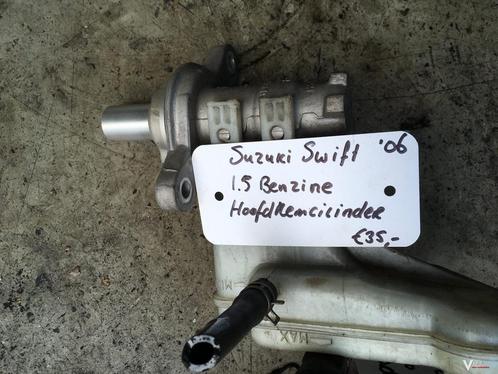 Suzuki Swift '06
1.5 Benzine
Hoofdremcilinder
€35,-
MAX